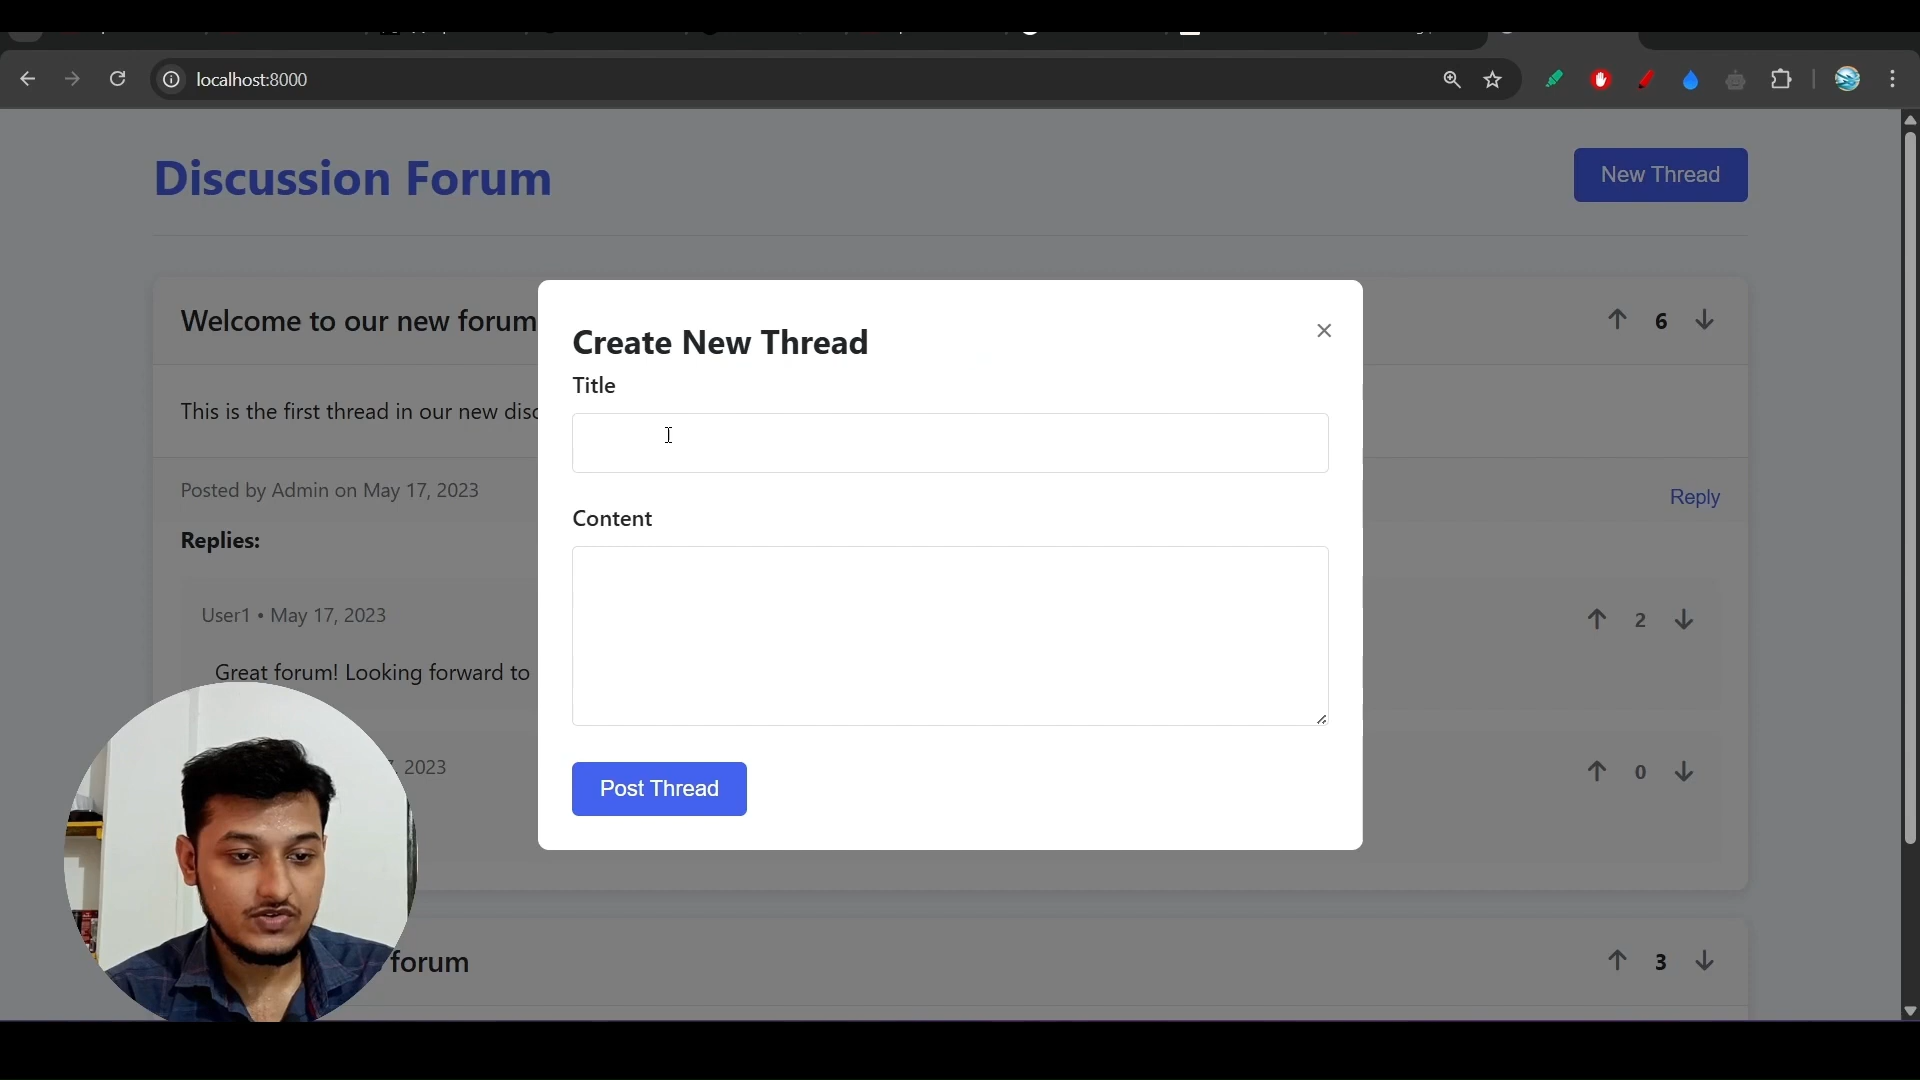 localhost:8000
Discussion Forum
New Thread
Welcome to our new forum
6
This is the first thread in our new disc
Posted by Admin on May 17, 2023
Reply
Replies:
User1 • May 17, 2023
2
Great forum! Looking forward to
7, 2023
0
forum
3
Create New Thread
×
Title
Content
Post Thread